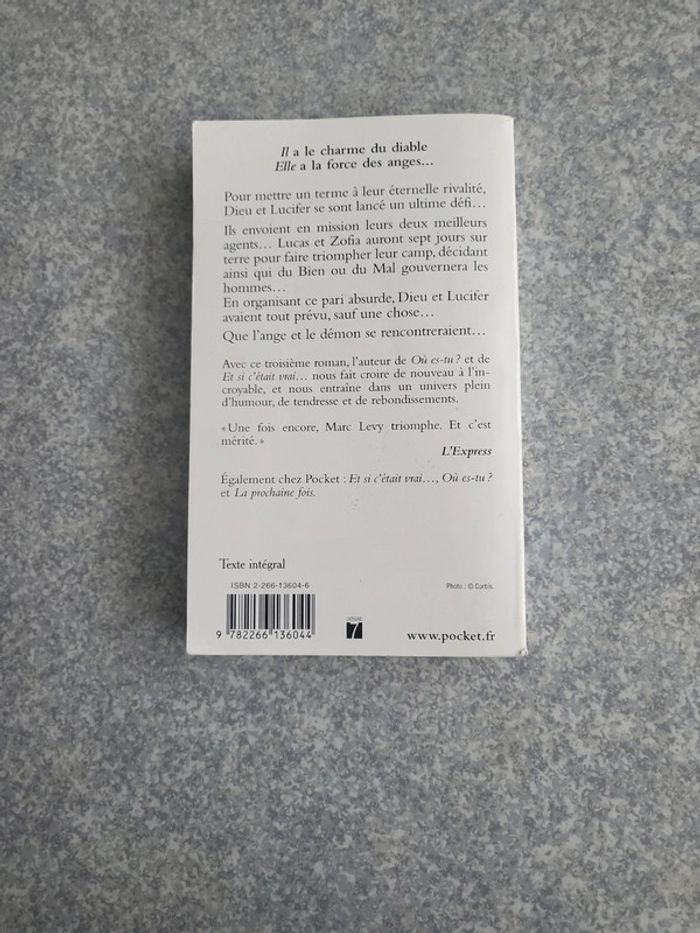 Il a le charme du diable
Elle a la force des anges…
Pour mettre un terme à leur éternelle rivalité,
Dieu et Lucifer se sont lancé un ultime défi…
Ils envoient en mission leurs deux meilleurs
agents… Lucas et Zofia auront sept jours sur
terre pour faire triompher leur camp, décidant
ainsi qui du Bien ou du Mal gouvernera les
hommes…
En organisant ce pari absurde, Dieu et Lucifer
avaient tout prévu, sauf une chose…
Que l'ange et le démon se rencontreraient…
Avec ce troisième roman, l'auteur de Où es-tu ? et de
Et si c'était vrai… nous fait croire de nouveau à l'in-
croyable, et nous entraîne dans un univers plein
d'humour, de tendresse et de rebondissements.
« Une fois encore, Marc Levy triomphe. Et c'est
mérité. »
L'Express
Également chez Pocket : Et si c'était vrai…, Où es-tu ?
et La prochaine fois.
Texte intégral
ISBN 2-266-13604-6
Photo : © Corbis.
9 782266 136044
7
www.pocket.fr